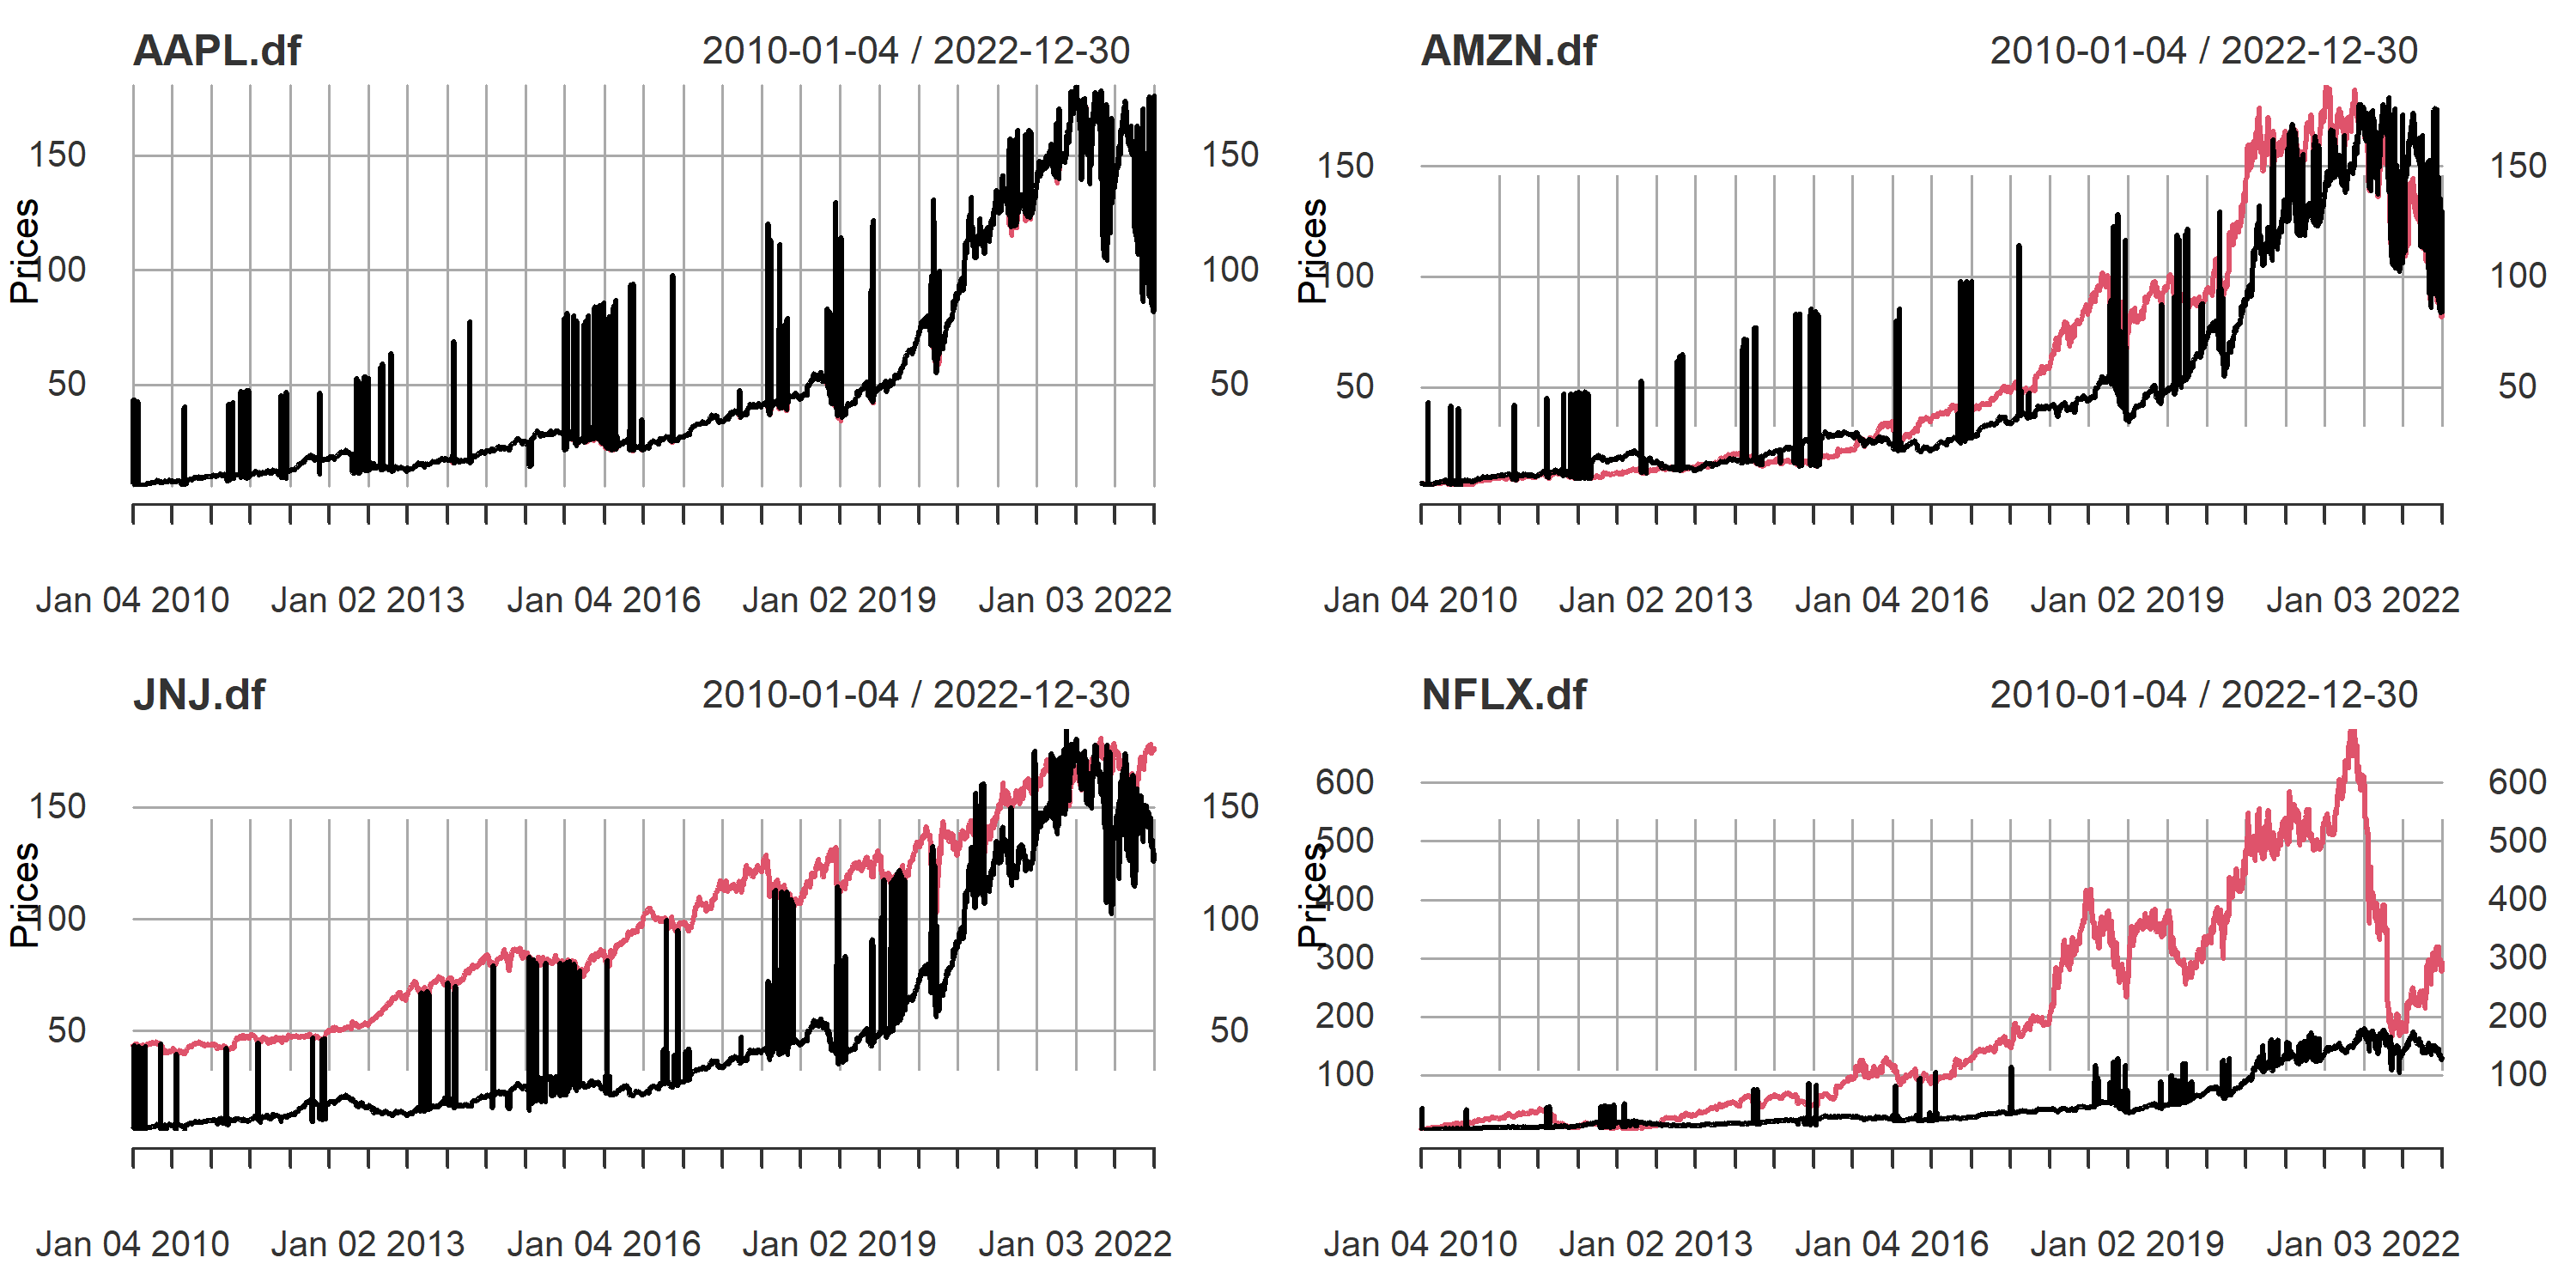 AAPL.df 2010-01-04 / 2022-12-30
Prices
150 150
100 100
50 50
Jan 04 2010 Jan 02 2013 Jan 04 2016 Jan 02 2019 Jan 03 2022
AMZN.df 2010-01-04 / 2022-12-30
Prices
150 150
100 100
50 50
Jan 04 2010 Jan 02 2013 Jan 04 2016 Jan 02 2019 Jan 03 2022
JNJ.df 2010-01-04 / 2022-12-30
Prices
150 150
100 100
50 50
Jan 04 2010 Jan 02 2013 Jan 04 2016 Jan 02 2019 Jan 03 2022
NFLX.df 2010-01-04 / 2022-12-30
Prices
600 600
500 500
400 400
300 300
200 200
100 100
Jan 04 2010 Jan 02 2013 Jan 04 2016 Jan 02 2019 Jan 03 2022